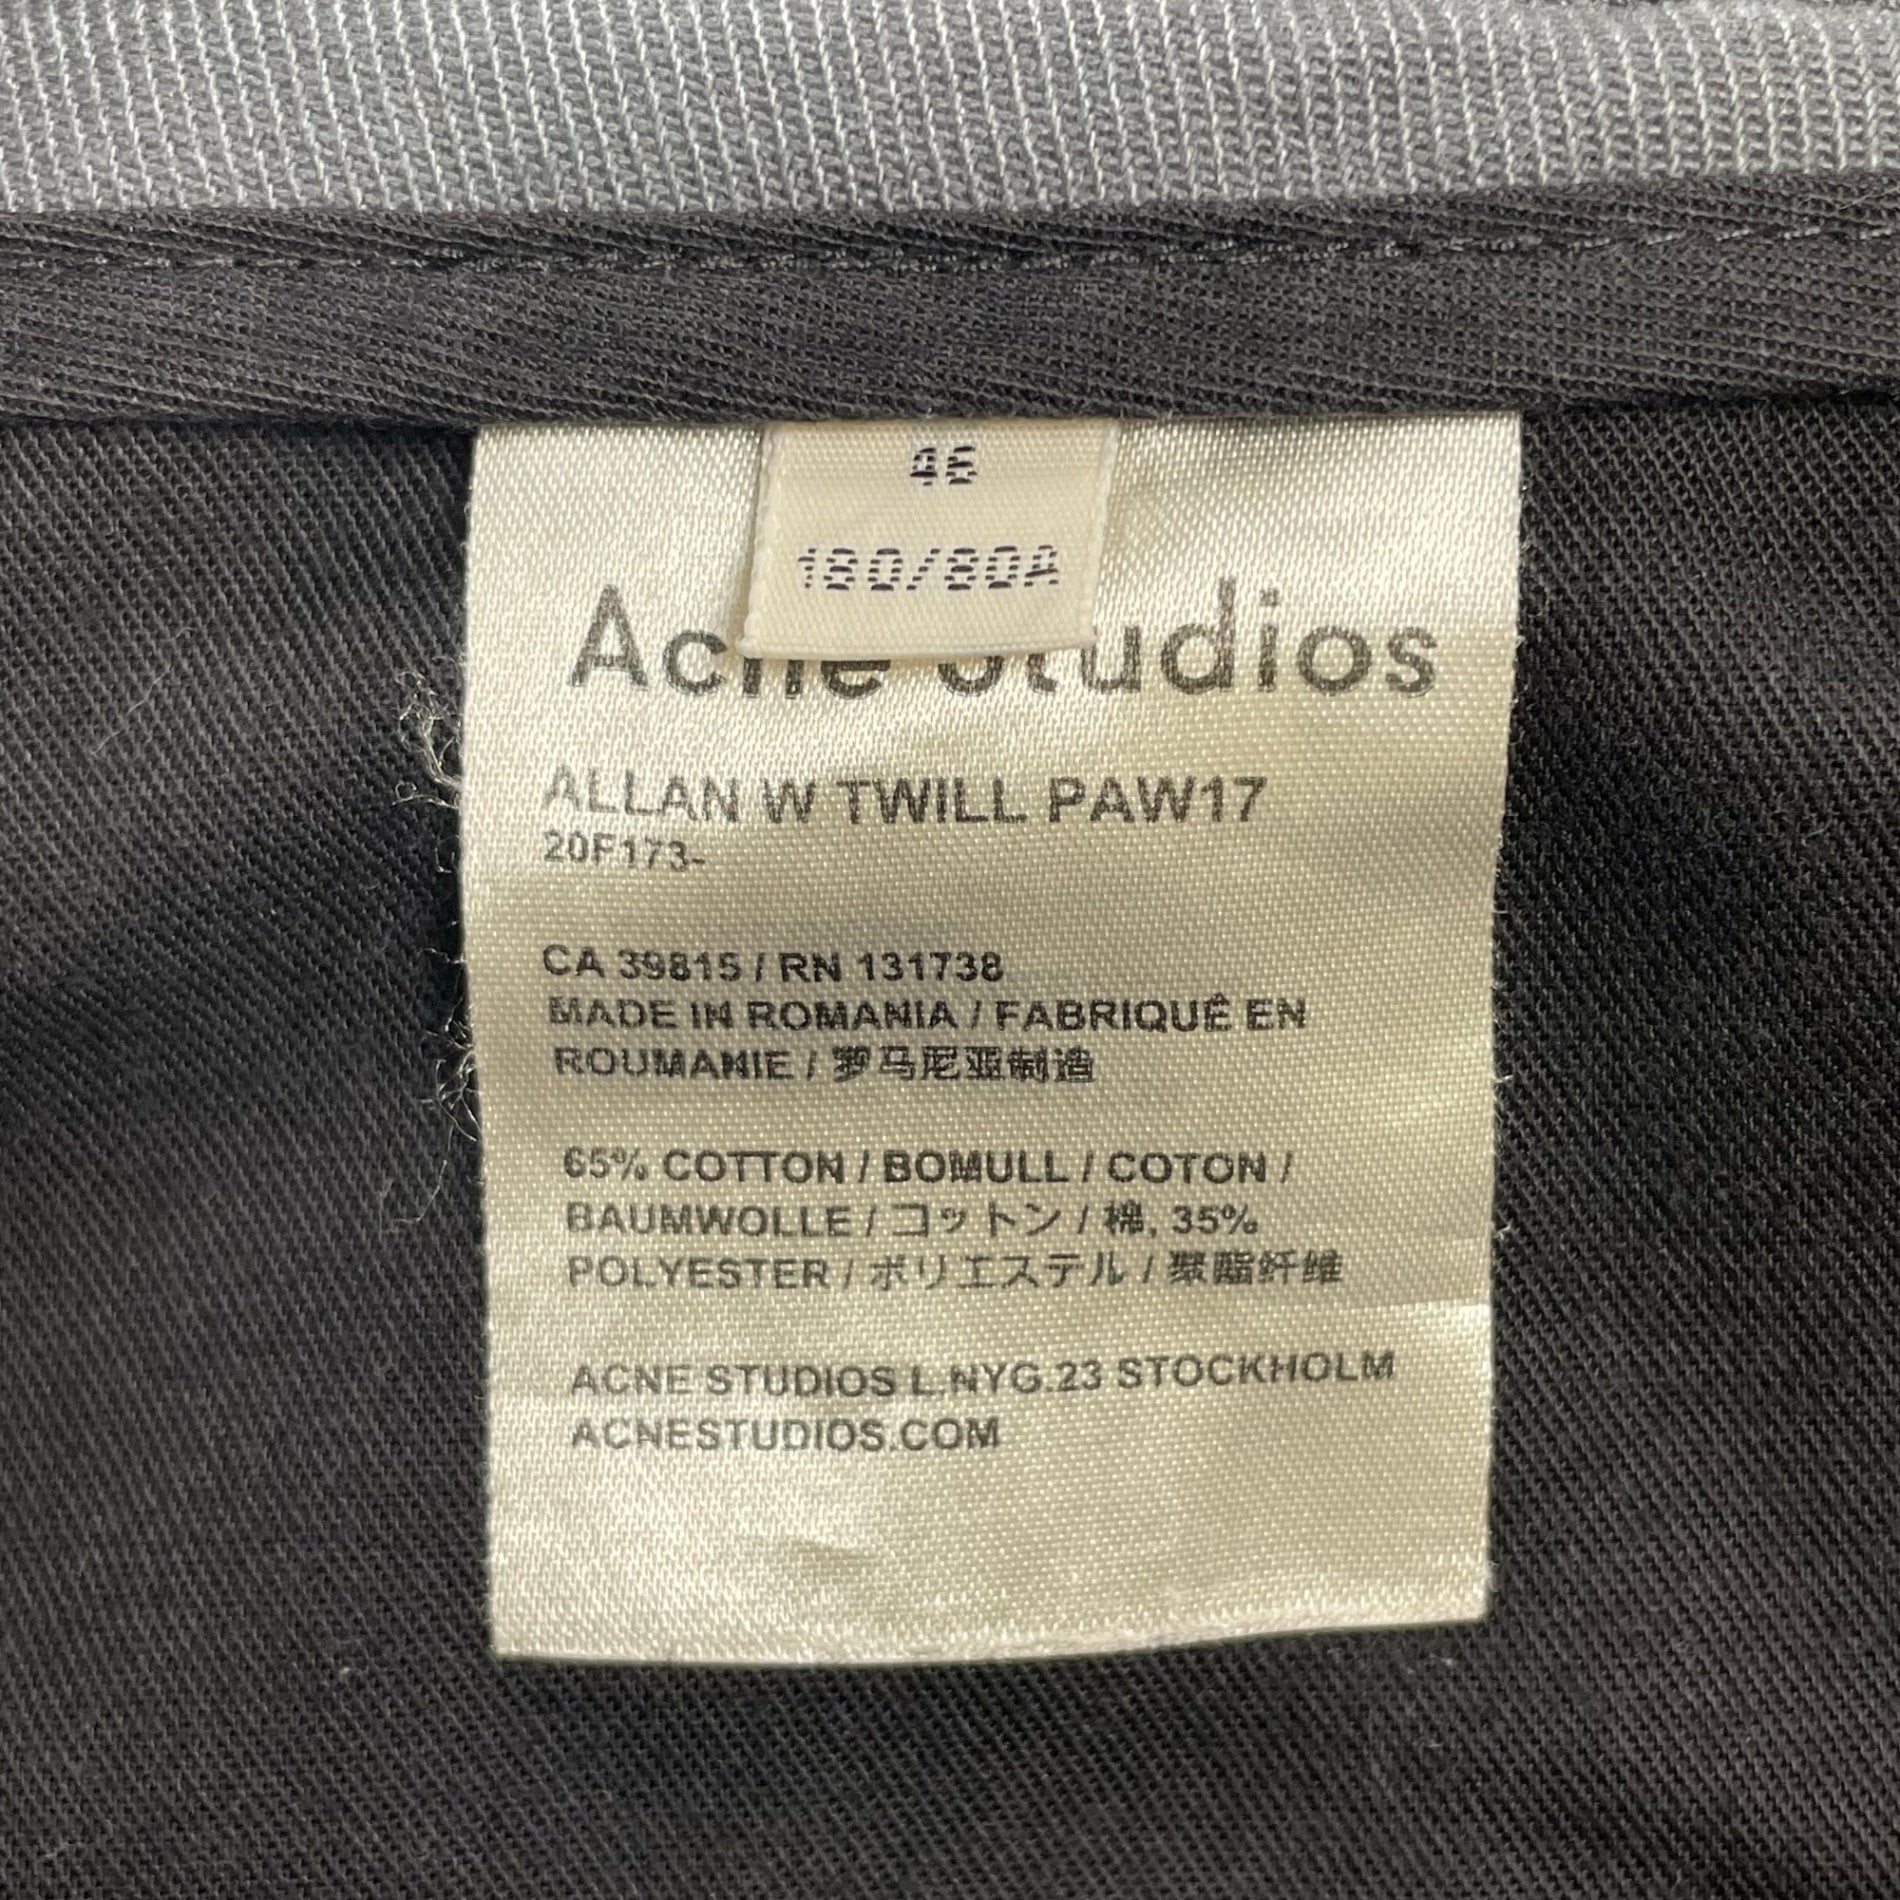 46
180/80A
Acne Studios
ALLAN W TWILL PAW17
20F173-
CA 39815 / RN 131738
MADE IN ROMANIA / FABRIQUÊ EN
ROUMANIE / 罗马尼亚制造
65% COTTON / BOMULL / COTON /
BAUMWOLLE / コットン / 棉, 35%
POLYESTER / ポリエステル / 聚酯纤维
ACNE STUDIOS L.NYG.23 STOCKHOLM
ACNESTUDIOS.COM